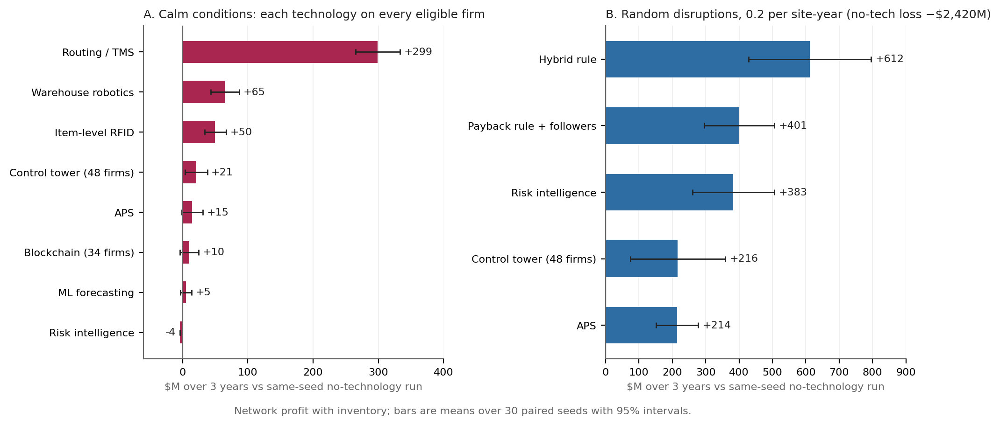 A. Calm conditions: each technology on every eligible firm
Routing / TMS
+299
Warehouse robotics
+65
Item-level RFID
+50
Control tower (48 firms)
+21
APS
+15
Blockchain (34 firms)
+10
ML forecasting
+5
Risk intelligence
-4
0 100 200 300 400
$M over 3 years vs same-seed no-technology run
B. Random disruptions, 0.2 per site-year (no-tech loss −$2,420M)
Hybrid rule
+612
Payback rule + followers
+401
Risk intelligence
+383
Control tower (48 firms)
+216
APS
+214
0 100 200 300 400 500 600 700 800 900
$M over 3 years vs same-seed no-technology run
Network profit with inventory; bars are means over 30 paired seeds with 95% intervals.